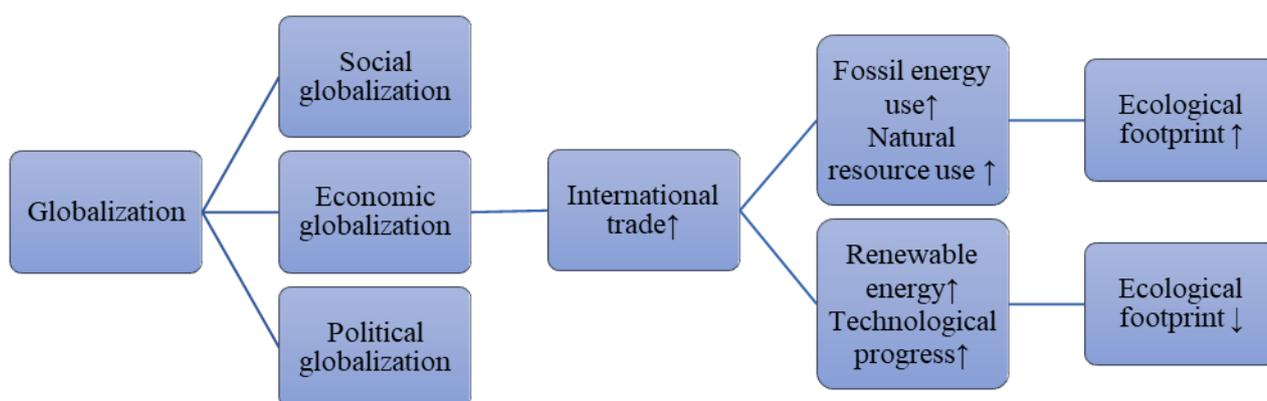 Globalization
Social
globalization
Economic
globalization
Political
globalization
International
trade↑
Fossil energy
use↑
Natural
resource use ↑
Renewable
energy↑
Technological
progress↑
Ecological
footprint ↑
Ecological
footprint ↓